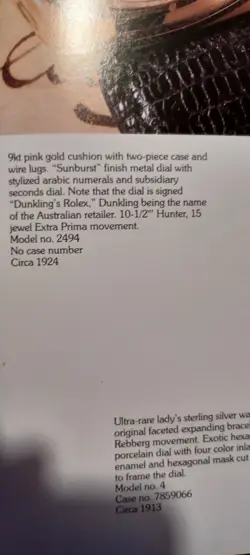 9kt pink gold cushion with two-piece case and
wire lugs. "Sunburst" finish metal dial with
stylized arabic numerals and subsidiary
seconds dial. Note that the dial is signed
"Dunkling's Rolex," Dunkling being the name
of the Australian retailer. 10-1/2''' Hunter, 15
jewel Extra Prima movement.
Model no. 2494
No case number
Circa 1924
Ultra-rare lady's sterling silver
original faceted expanding
Rebberg movement. Exotic
porcelain dial with four color
enamel and hexagonal mask cut
to frame the dial.
Model no. 4
Case no. 7859066
Circa 1913